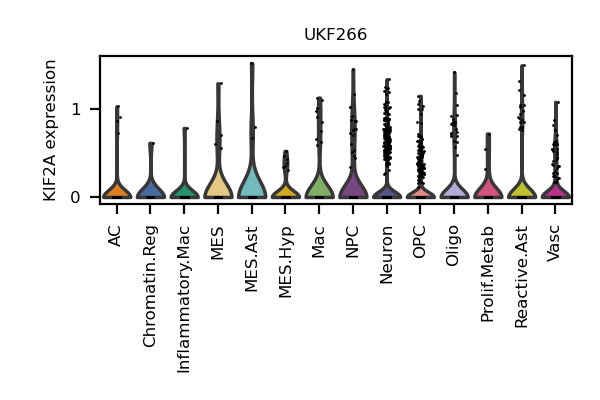 UKF266
KIF2A expression
1
0
AC
Chromatin.Reg
Inflammatory.Mac
MES
MES.Ast
MES.Hyp
Mac
NPC
Neuron
OPC
Oligo
Prolif.Metab
Reactive.Ast
Vasc